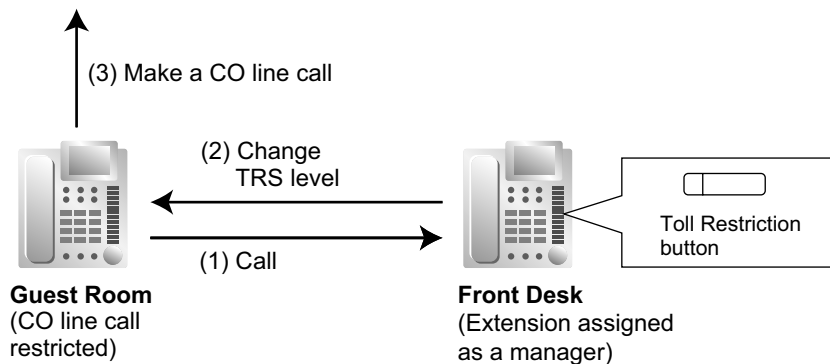 (3) Make a CO line call
(2) Change
TRS level
(1) Call
Toll Restriction
button
Guest Room
(CO line call
restricted)
Front Desk
(Extension assigned
as a manager)